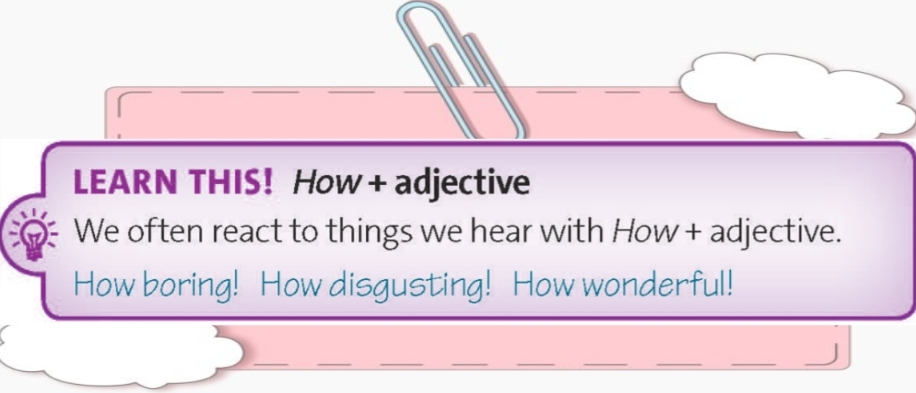 LEARN THIS! How + adjective
We often react to things we hear with How + adjective.
How boring! How disgusting! How wonderful!